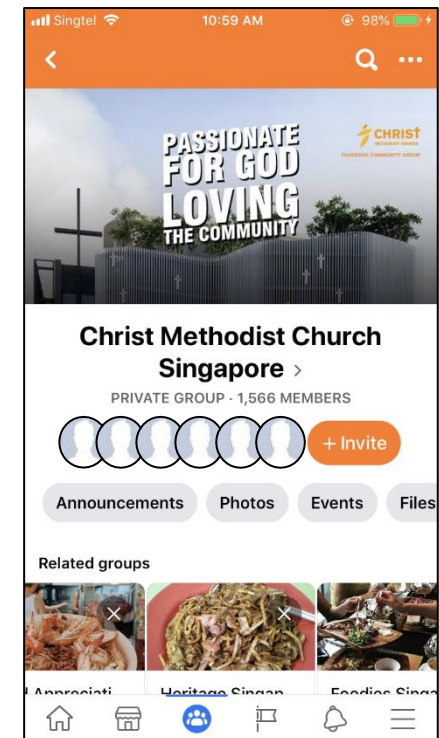 Singtel 10:59 AM 98%
PASSIONATE
FOR GOD
LOVING
THE COMMUNITY
CHRIST
METHODIST CHURCH
FACEBOOK COMMUNITY GROUP
Christ Methodist Church
Singapore >
PRIVATE GROUP · 1,566 MEMBERS
+ Invite
Announcements Photos Events Files
Related groups
d Appreciati
Heritage Singap
Foodies Singa